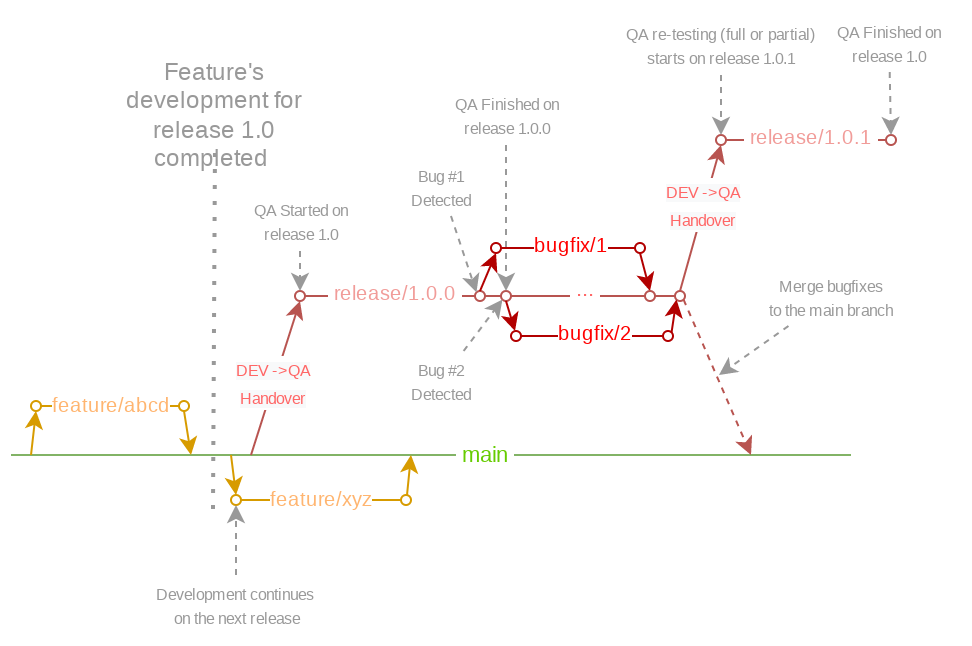 QA re-testing (full or partial)
starts on release 1.0.1
QA Finished on
release 1.0
Feature's
development for
release 1.0
completed
QA Finished on
release 1.0.0
release/1.0.1
Bug #1
Detected
DEV ->QA
Handover
QA Started on
release 1.0
bugfix/1
release/1.0.0
...
Merge bugfixes
to the main branch
bugfix/2
DEV ->QA
Handover
Bug #2
Detected
feature/abcd
main
feature/xyz
Development continues
on the next release